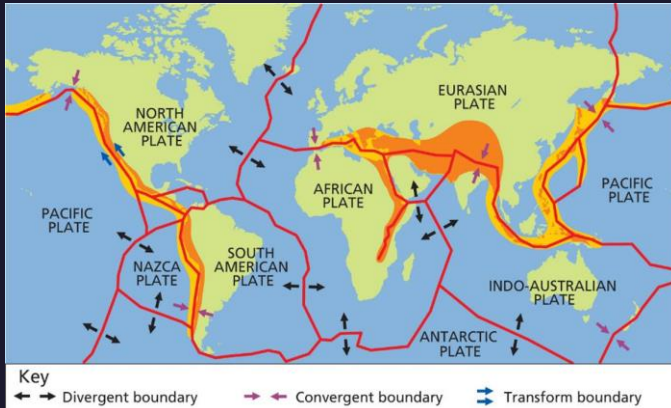 EURASIAN
PLATE
NORTH
AMERICAN
PLATE
AFRICAN
PLATE
PACIFIC
PLATE
PACIFIC
PLATE
NAZCA
PLATE
SOUTH
AMERICAN
PLATE
INDO-AUSTRALIAN
PLATE
ANTARCTIC
PLATE
Key
Divergent boundary
Convergent boundary
Transform boundary